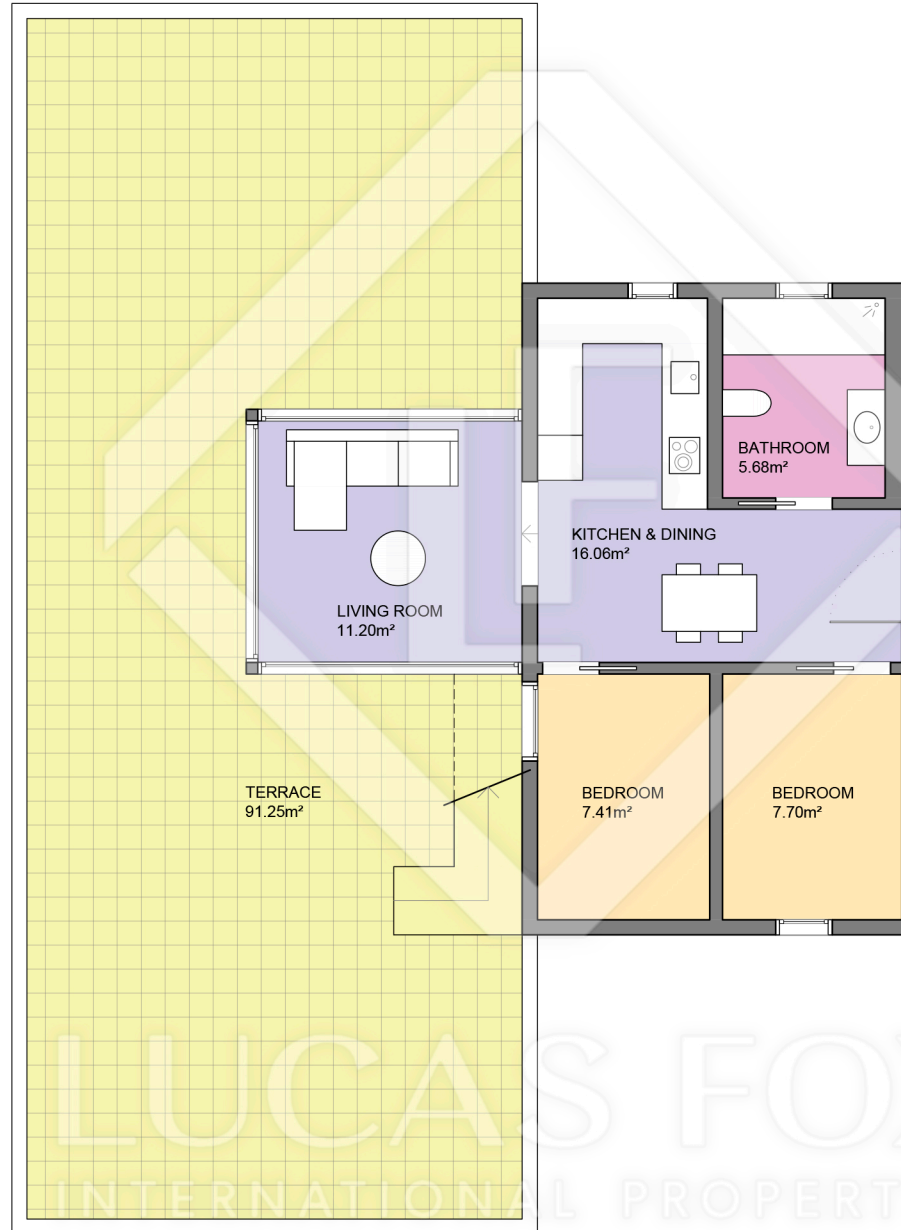 BATHROOM
5.68m²
KITCHEN & DINING
16.06m²
LIVING ROOM
11.20m²
TERRACE
91.25m²
BEDROOM
7.41m²
BEDROOM
7.70m²
LUCAS FOX
INTERNATIONAL PROPERT